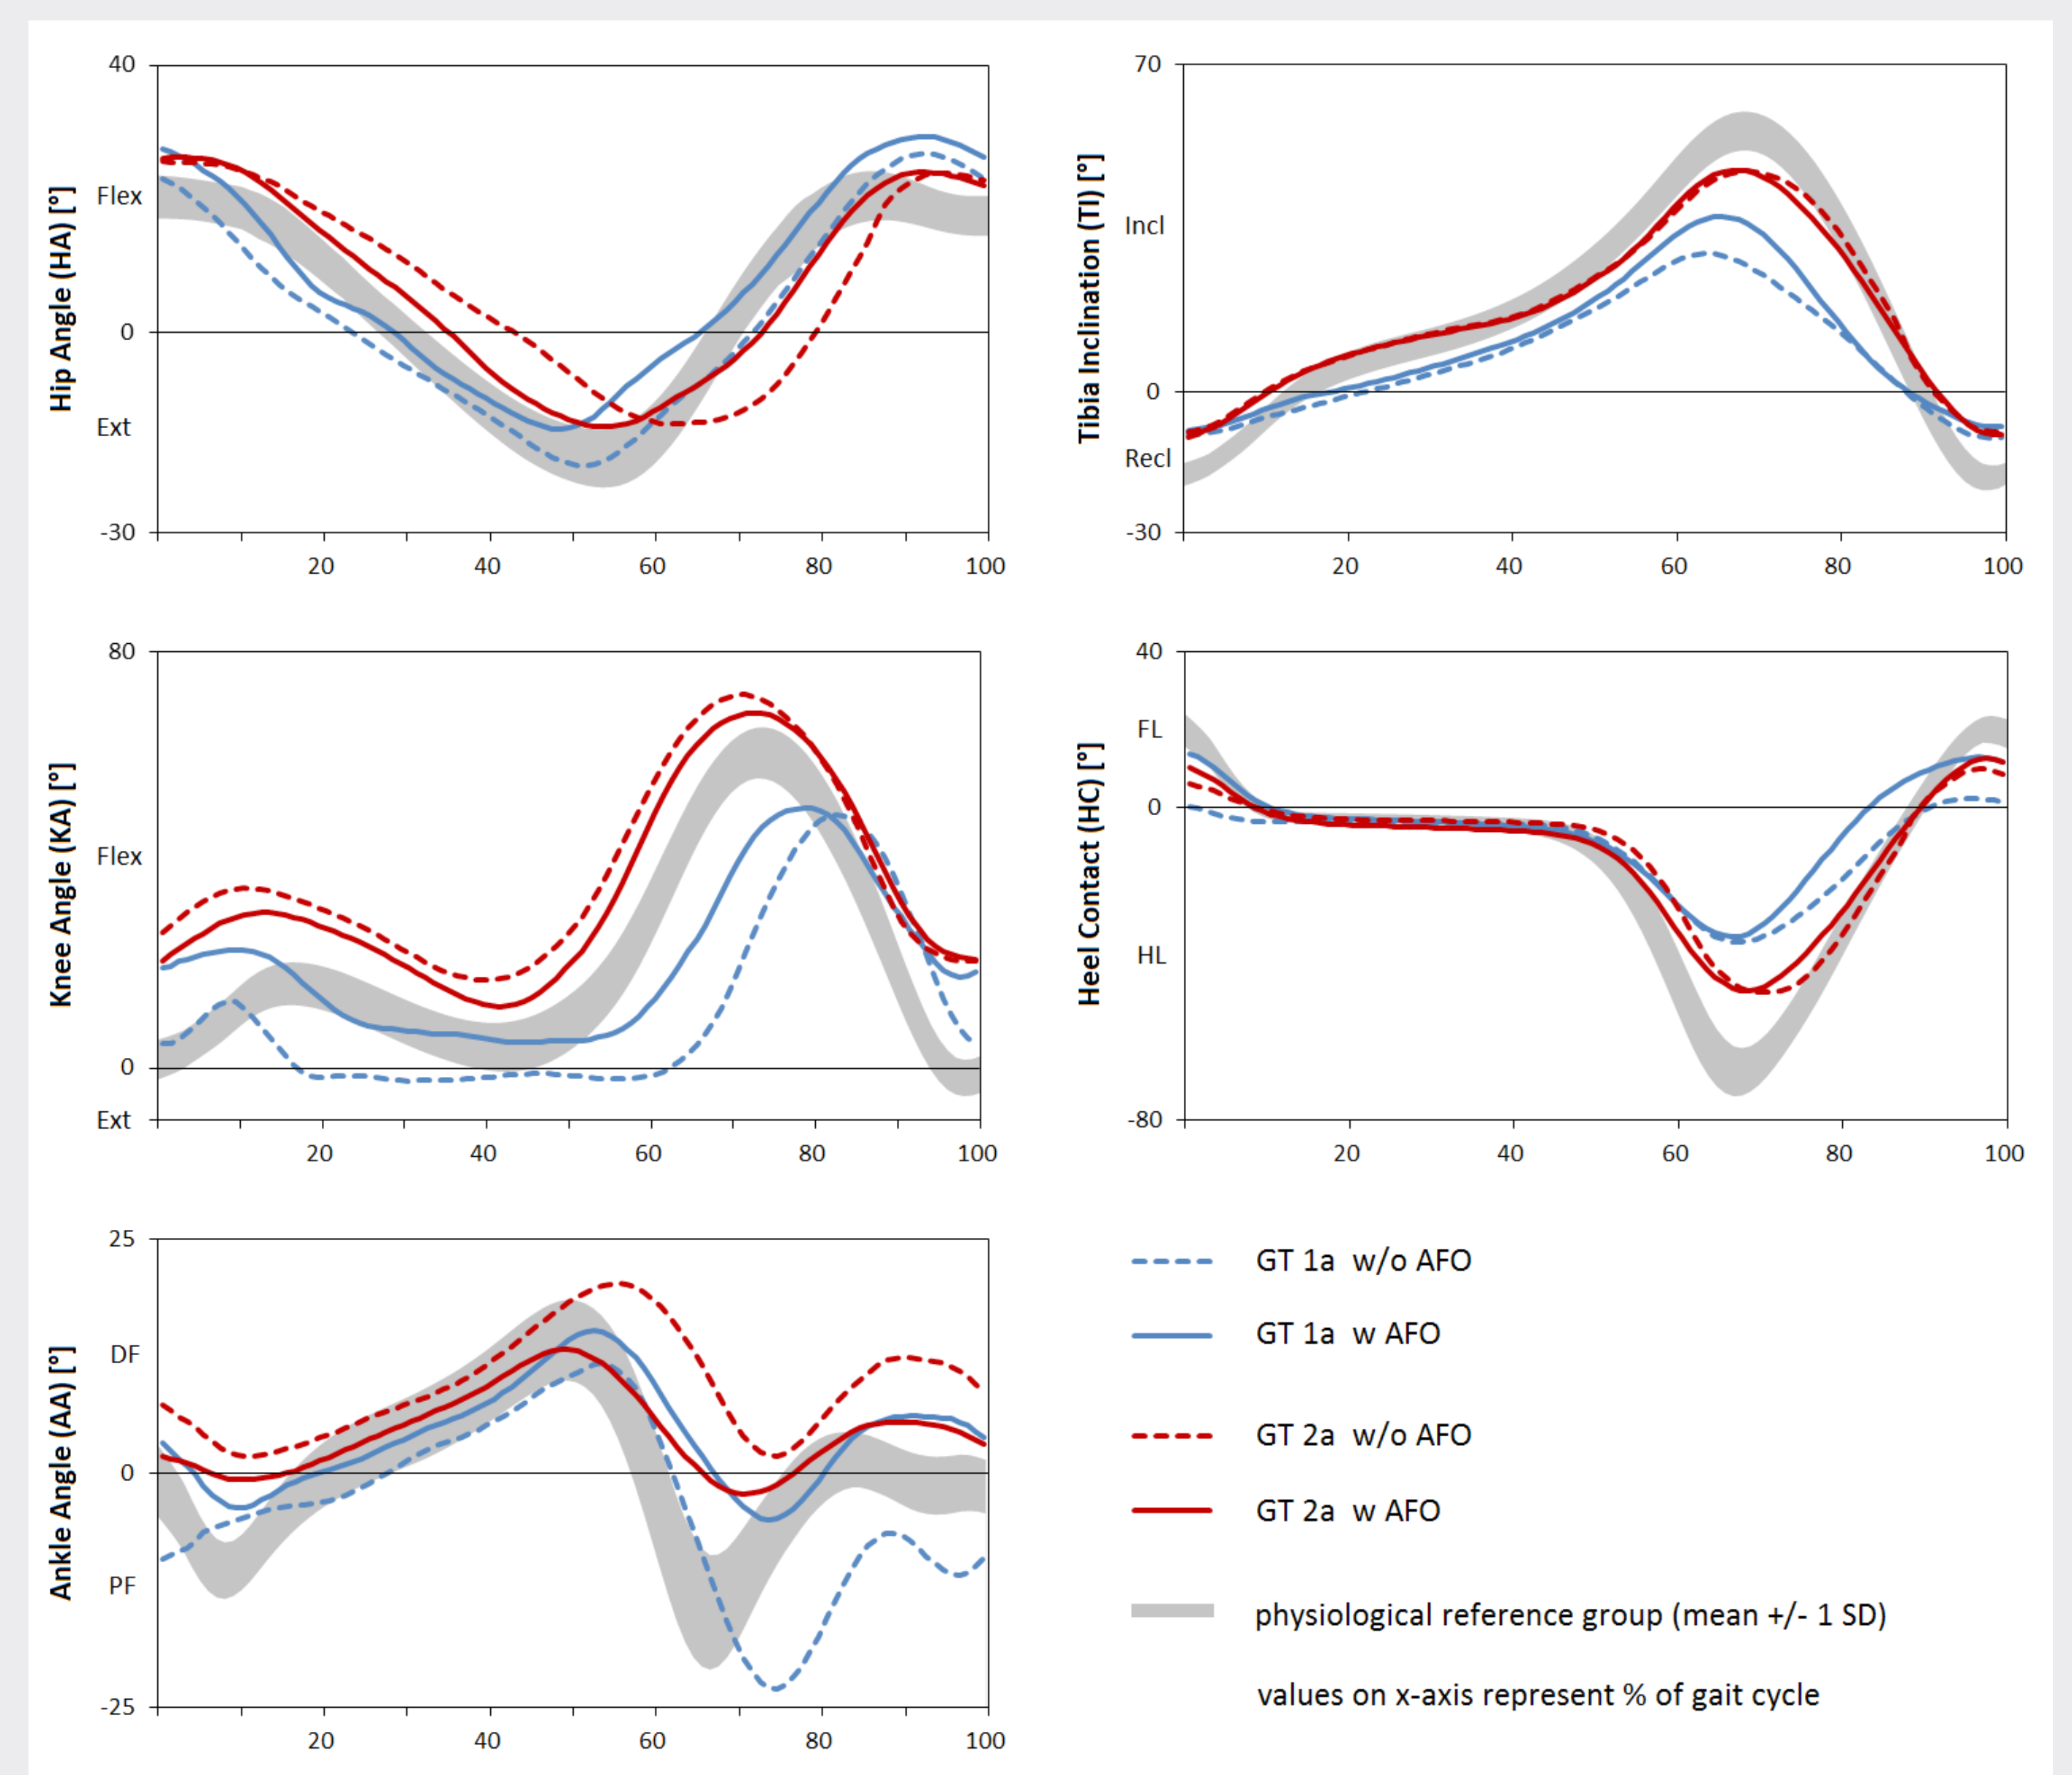 Hip Angle (HA) [°]
40
Flex
0
Ext
-30
20 40 60 80 100
Tibia Inclination (TI) [°]
70
Incl
0
Recl
-30
20 40 60 80 100
Knee Angle (KA) [°]
80
Flex
0
Ext
20 40 60 80 100
Heel Contact (HC) [°]
40
FL
0
HL
-80
20 40 60 80 100
Ankle Angle (AA) [°]
25
DF
0
PF
-25
20 40 60 80 100
GT 1a w/o AFO
GT 1a w AFO
GT 2a w/o AFO
GT 2a w AFO
physiological reference group (mean +/- 1 SD)
values on x-axis represent % of gait cycle